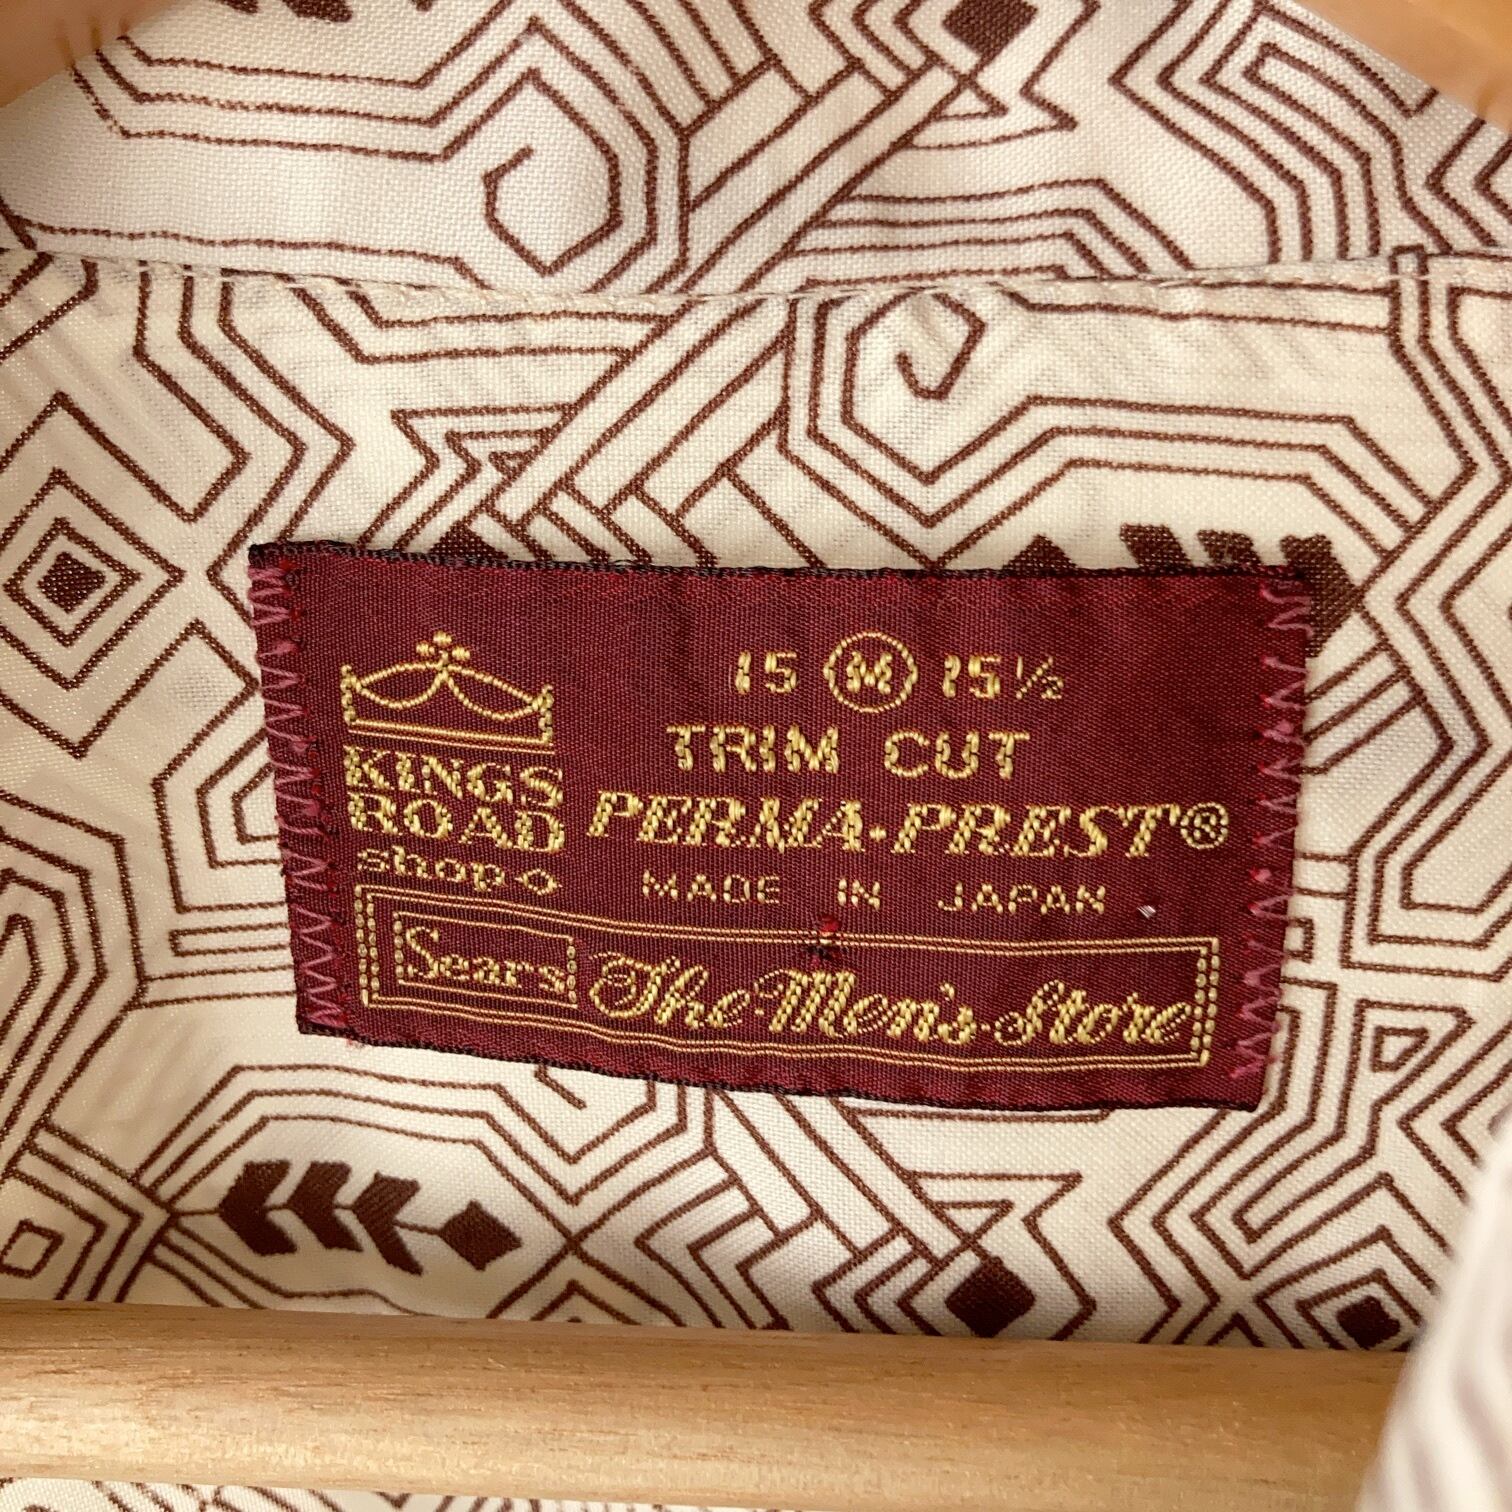 15 M 15½
TRIM CUT
KINGS
ROAD
shop
PERMA-PREST®
MADE IN JAPAN
Sears The Men's Store